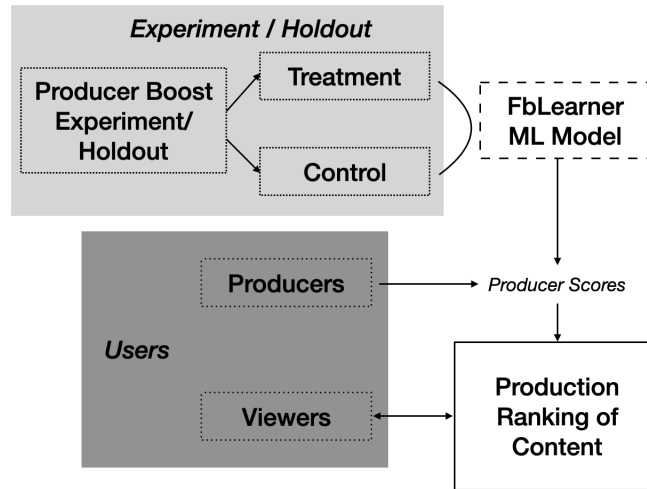 Experiment / Holdout
Producer Boost
Experiment/
Holdout
Treatment
Control
FbLearner
ML Model
Users
Producers
Viewers
Producer Scores
Production
Ranking of
Content